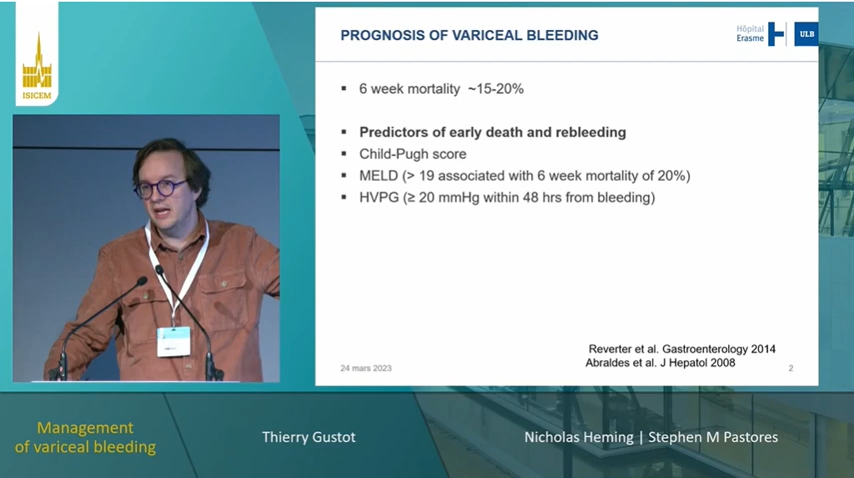 ISICEM
PROGNOSIS OF VARICEAL BLEEDING
Hôpital
Erasme
ULB
▪ 6 week mortality ~15-20%
▪ Predictors of early death and rebleeding
▪ Child-Pugh score
▪ MELD (> 19 associated with 6 week mortality of 20%)
▪ HVPG (≥ 20 mmHg within 48 hrs from bleeding)
Reverter et al. Gastroenterology 2014
Abraldes et al. J Hepatol 2008
24 mars 2023
2
Management
of variceal bleeding
Thierry Gustot
Nicholas Heming | Stephen M Pastores